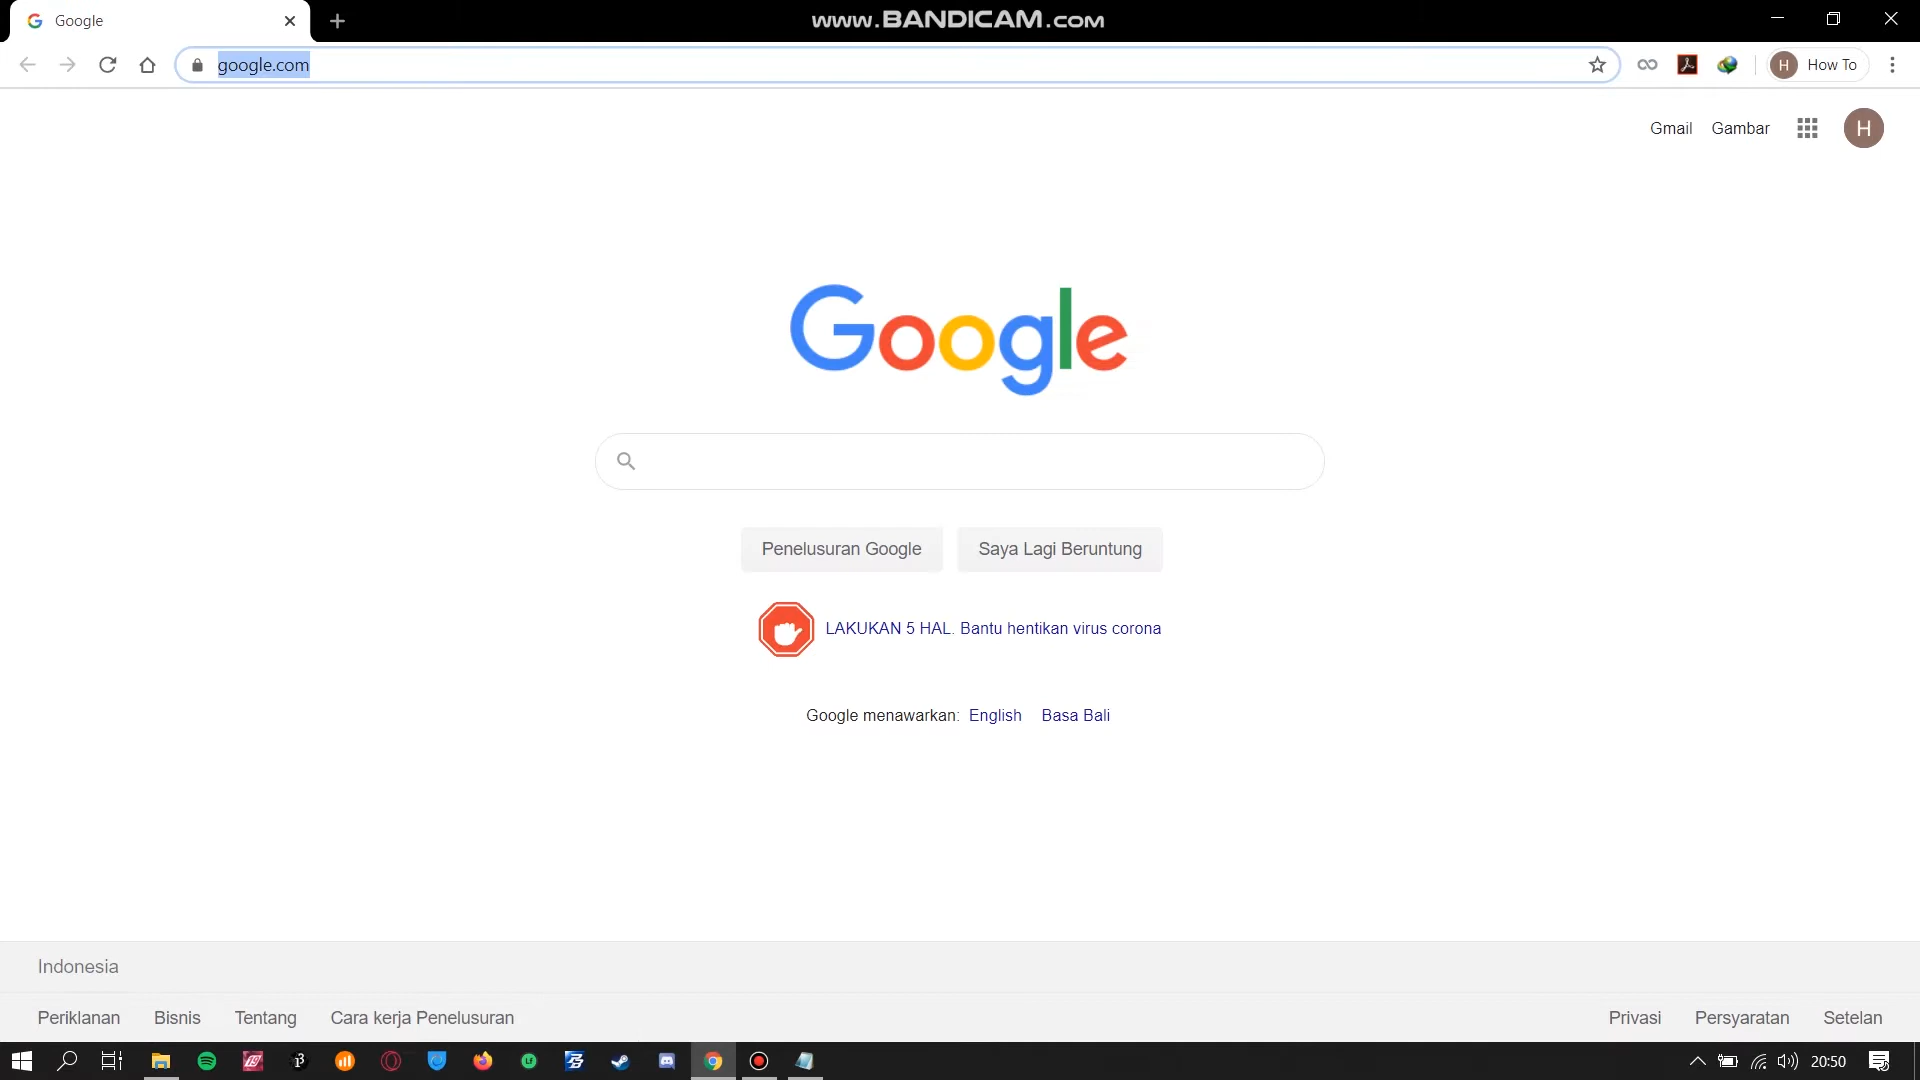 Google
www.BANDICAM.com
google.com
H How To
Gmail Gambar H
Google
Penelusuran Google Saya Lagi Beruntung
LAKUKAN 5 HAL. Bantu hentikan virus corona
Google menawarkan: English Basa Bali
Indonesia
Periklanan Bisnis Tentang Cara kerja Penelusuran Privasi Persyaratan Setelan
20:50